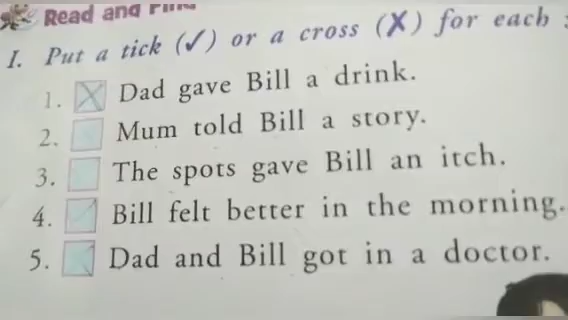 Read and Find
I. Put a tick (✓) or a cross (✗) for each
1. Dad gave Bill a drink.
2. Mum told Bill a story.
3. The spots gave Bill an itch.
4. Bill felt better in the morning.
5. Dad and Bill got in a doctor.